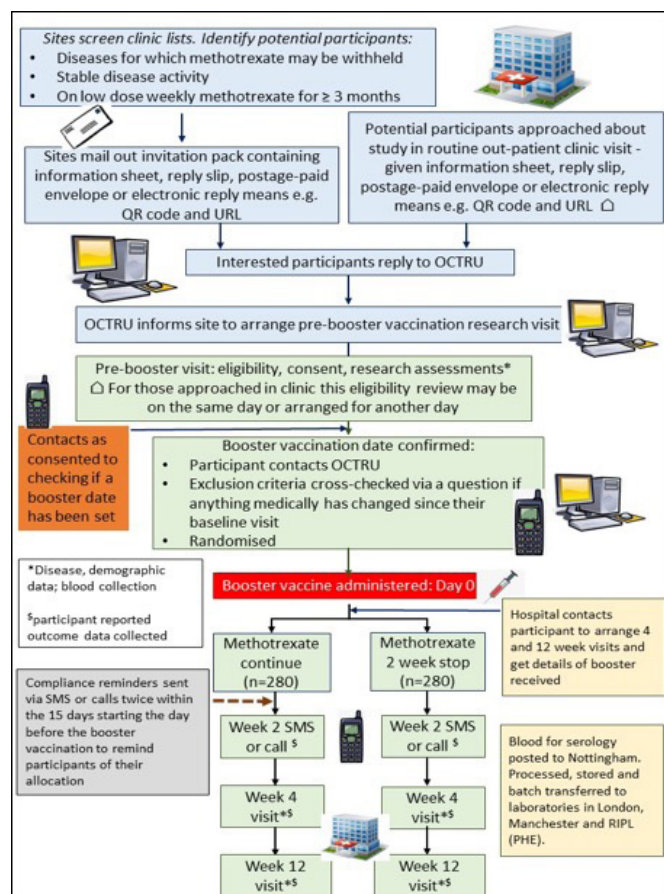 Sites screen clinic lists. Identify potential participants:
• Diseases for which methotrexate may be withheld
• Stable disease activity
• On low dose weekly methotrexate for ≥ 3 months
Sites mail out invitation pack containing
information sheet, reply slip, postage-paid
envelope or electronic reply means e.g.
QR code and URL
Potential participants approached about
study in routine out-patient clinic visit -
given information sheet, reply slip,
postage-paid envelope or electronic reply
means e.g. QR code and URL ⌂
Interested participants reply to OCTRU
OCTRU informs site to arrange pre-booster vaccination research visit
Pre-booster visit: eligibility, consent, research assessments*
⌂ For those approached in clinic this eligibility review may be
on the same day or arranged for another day
Contacts as
consented to
checking if a
booster date
has been set
Booster vaccination date confirmed:
• Participant contacts OCTRU
• Exclusion criteria cross-checked via a question if
anything medically has changed since their
baseline visit
• Randomised
*Disease, demographic
data; blood collection
$participant reported
outcome data collected
Booster vaccine administered: Day 0
Hospital contacts
participant to arrange 4
and 12 week visits and
get details of booster
received
Methotrexate
continue
(n=280)
Methotrexate
2 week stop
(n=280)
Compliance reminders sent
via SMS or calls twice within
the 15 days starting the day
before the booster
vaccination to remind
participants of their
allocation
Week 2 SMS
or call $
Week 2 SMS
or call $
Blood for serology
posted to Nottingham.
Processed, stored and
batch transferred to
laboratories in London,
Manchester and RIPL
(PHE).
Week 4
visit*$
Week 4
visit*$
Week 12
visit*$
Week 12
visit*$